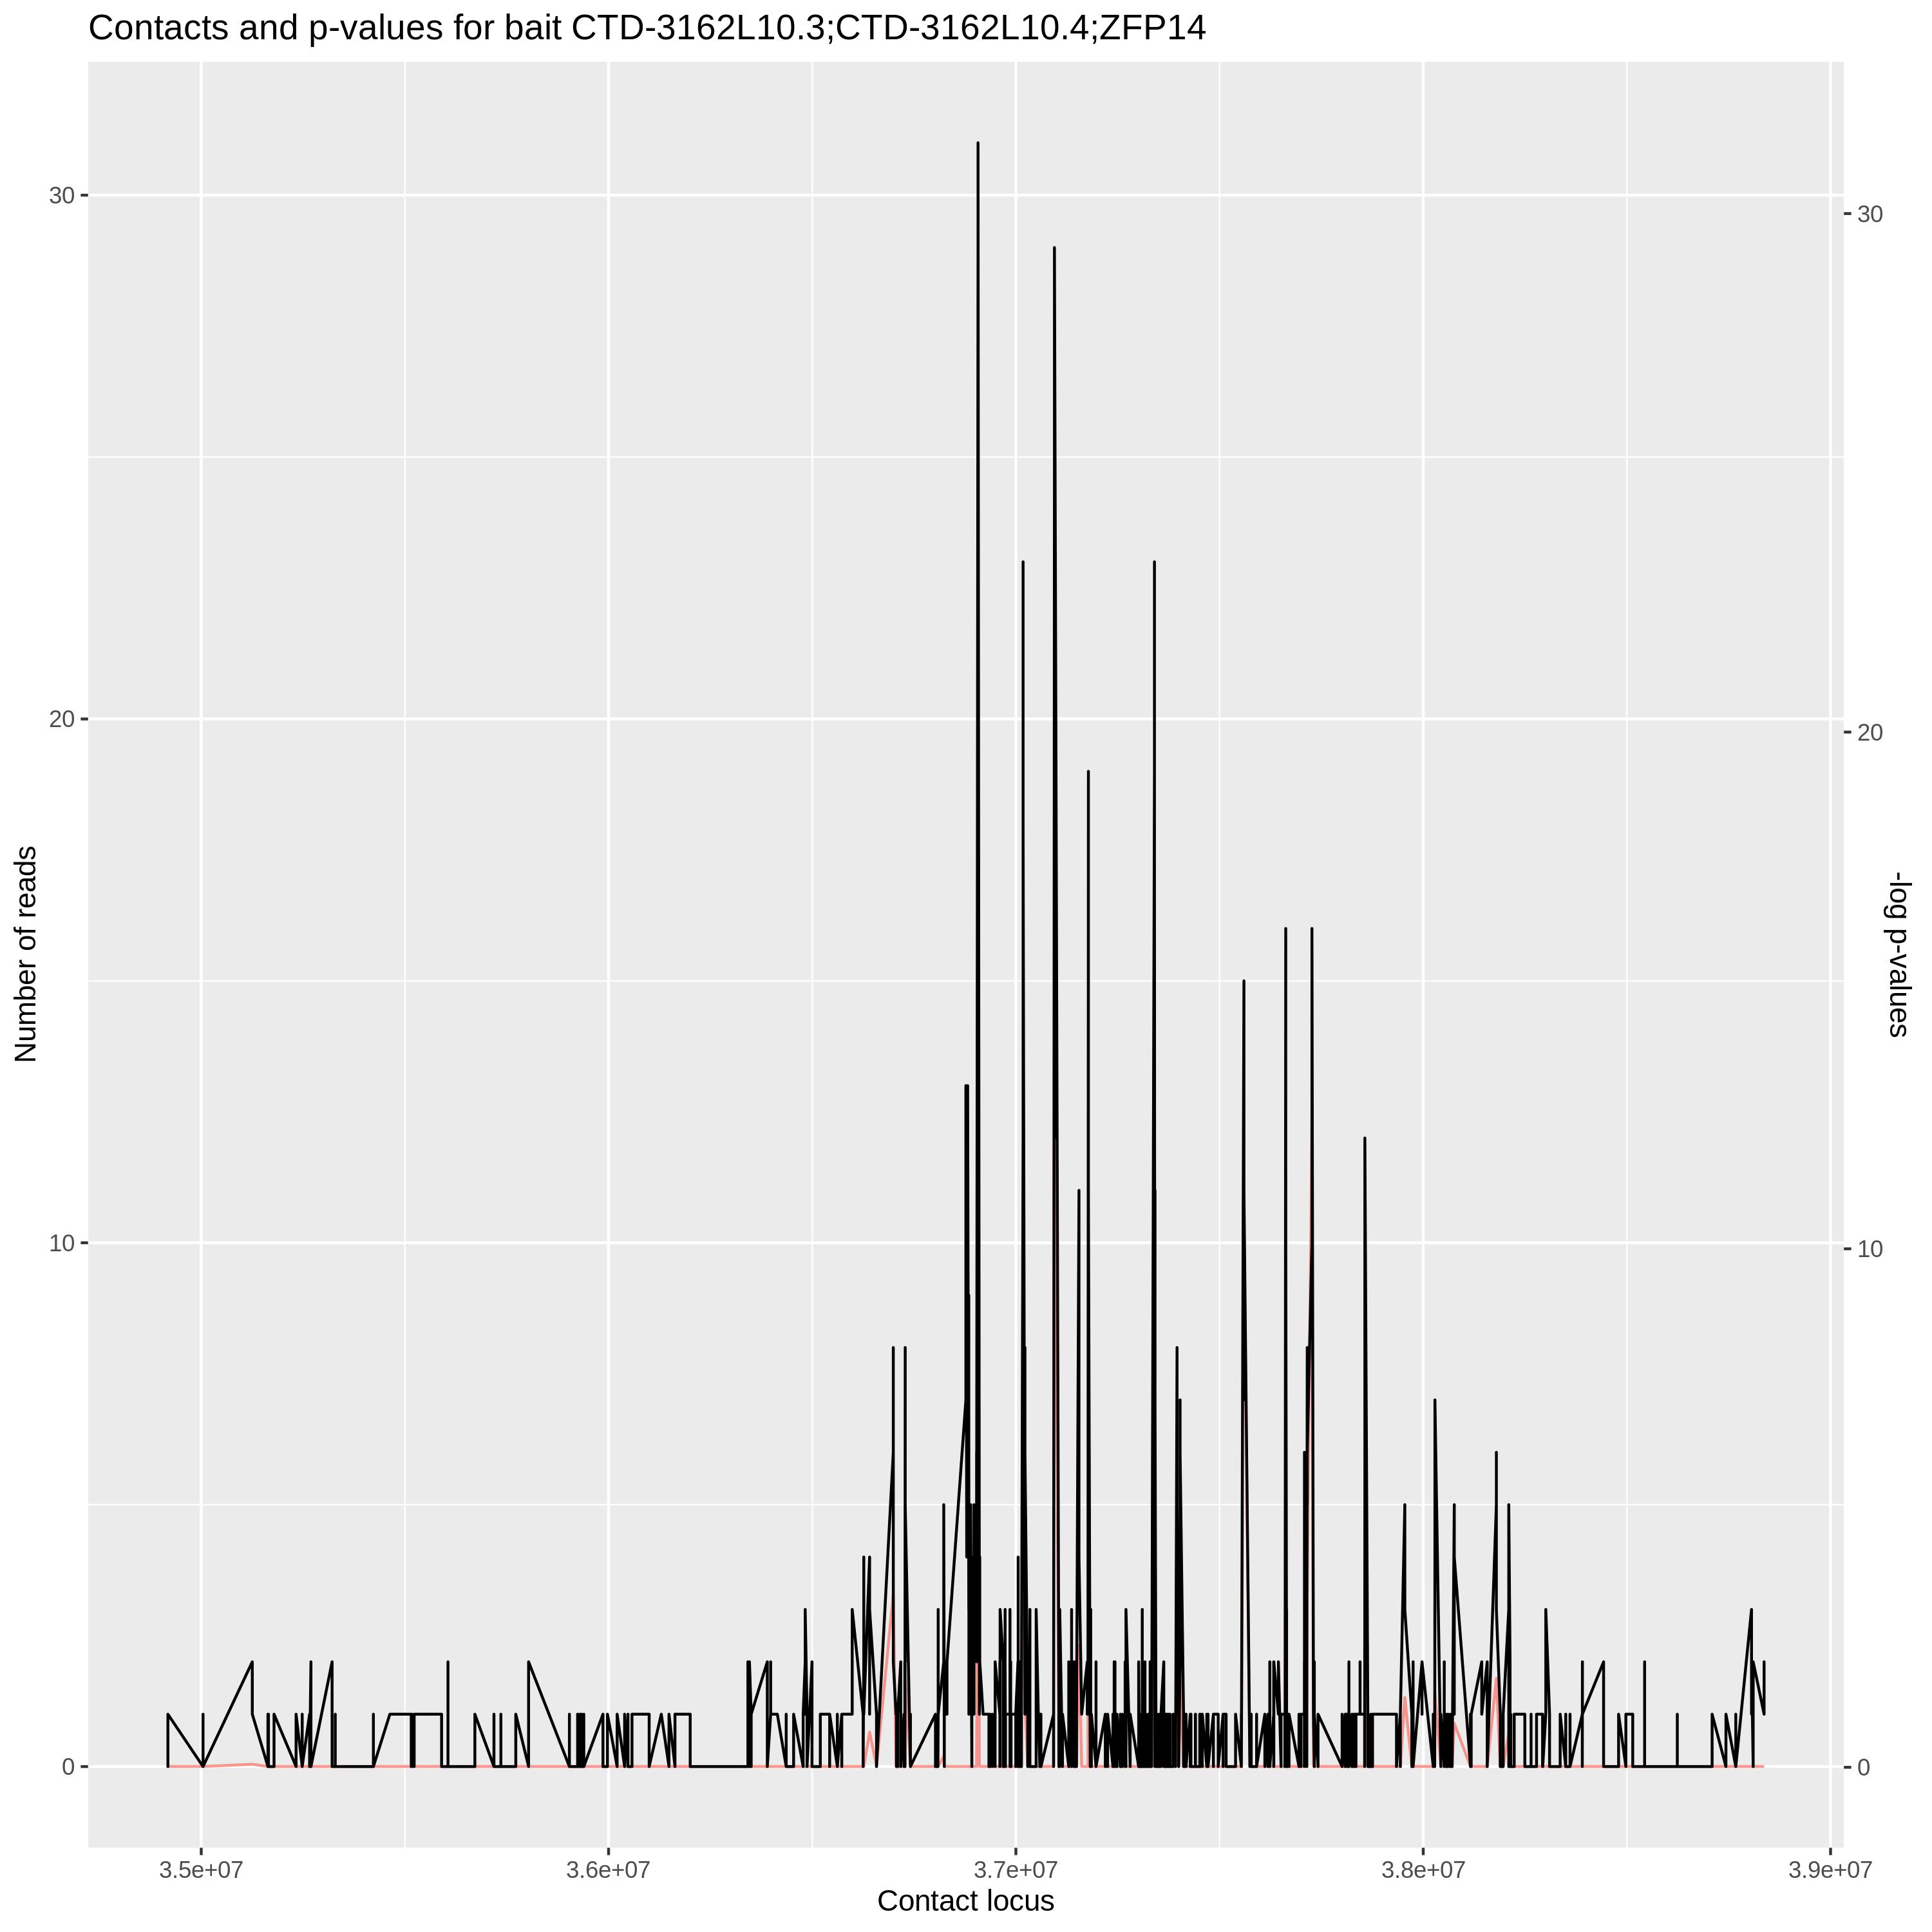 Contacts and p-values for bait CTD-3162L10.3;CTD-3162L10.4;ZFP14
30
20
10
0
Number of reads
30
20
10
0
-log p-values
3.5e+07 3.6e+07 3.7e+07 3.8e+07 3.9e+07
Contact locus